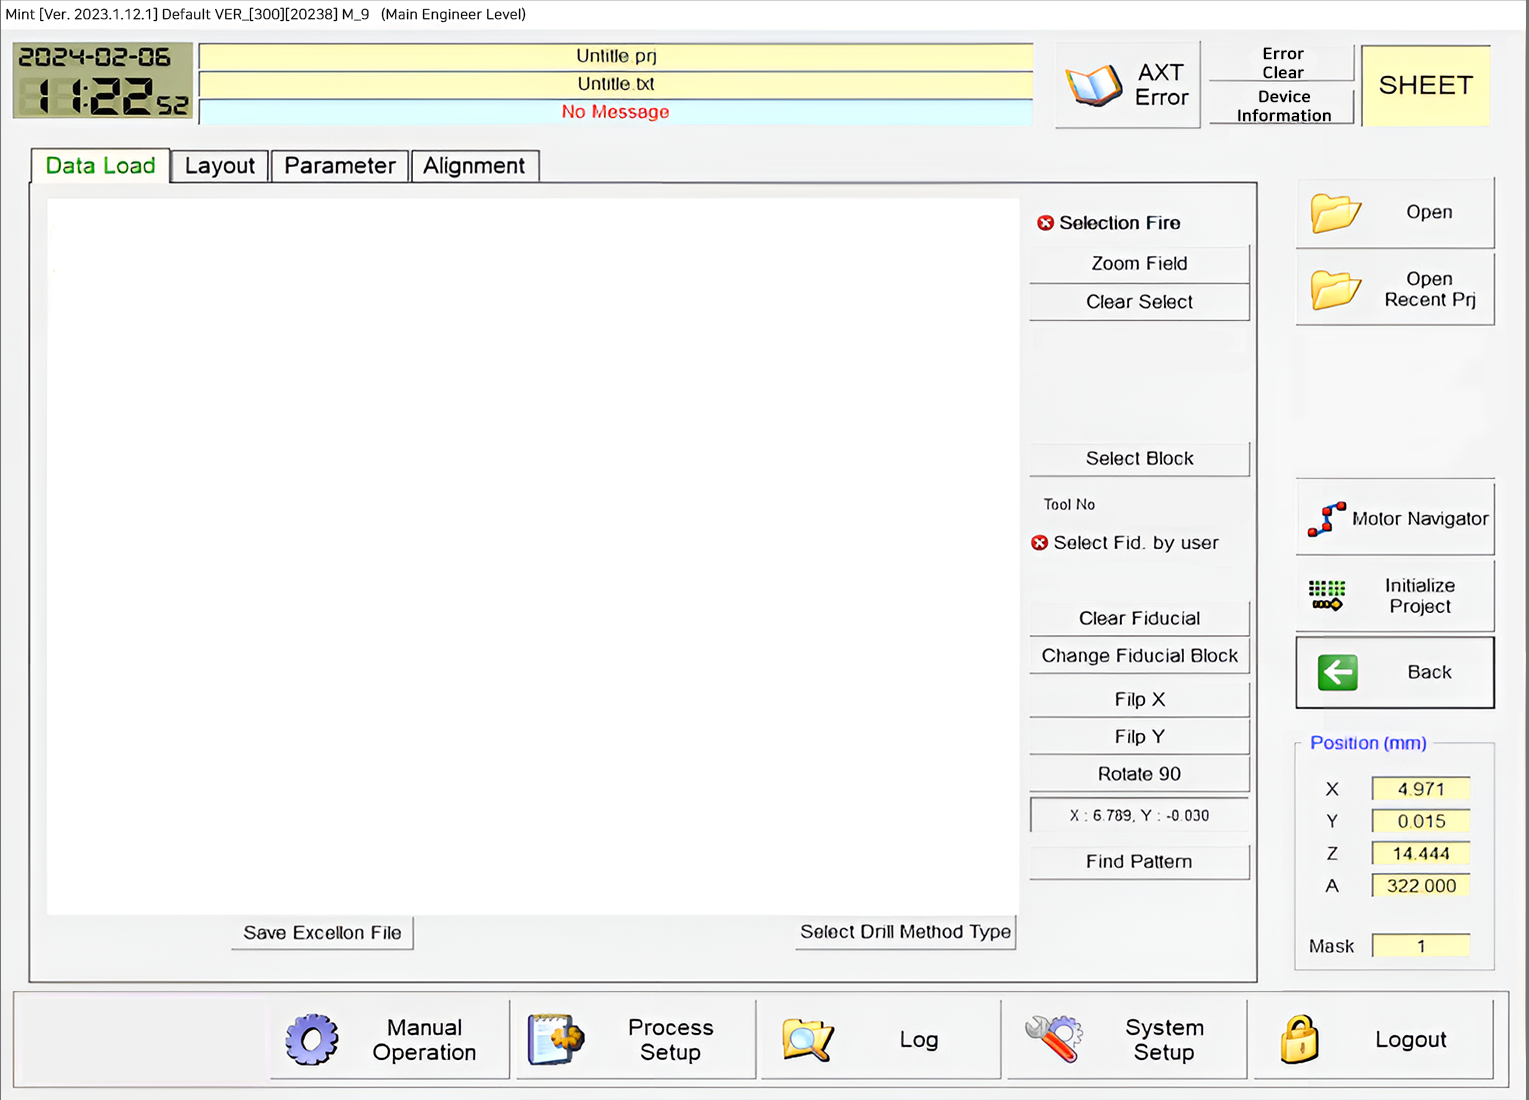 Mint [Ver. 2023.1.12.1] Default VER_[300][20238] M_9 (Main Engineer Level)
2024-02-06
11:22 52
Untitle.prj
Untitle.txt
No Message
AXT
Error
Error
Clear
Device
Information
SHEET
Data Load
Layout
Parameter
Alignment
Selection Fire
Zoom Field
Clear Select
Select Block
Tool No
Select Fid. by user
Clear Fiducial
Change Fiducial Block
Filp X
Filp Y
Rotate 90
X : 6.789, Y : -0.030
Find Pattern
Save Excellon File
Select Drill Method Type
Open
Open
Recent Prj
Motor Navigator
Initialize
Project
Back
Position (mm)
X 4.971
Y 0.015
Z 14.444
A 322.000
Mask 1
Manual
Operation
Process
Setup
Log
System
Setup
Logout